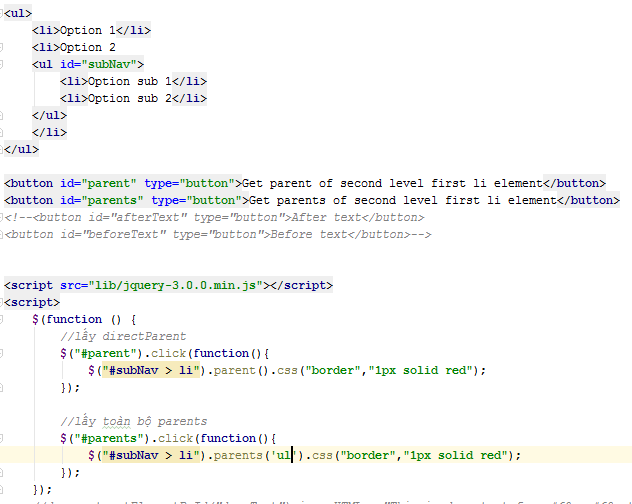 <ul>
<li>Option 1</li>
<li>Option 2
<ul id="subNav">
<li>Option sub 1</li>
<li>Option sub 2</li>
</ul>
</li>
</ul>
<button id="parent" type="button">Get parent of second level first li element</button>
<button id="parents" type="button">Get parents of second level first li element</button>
<!--<button id="afterText" type="button">After text</button>
<button id="beforeText" type="button">Before text</button>-->
<script src="lib/jquery-3.0.0.min.js"></script>
<script>
$(function () {
//lấy directParent
$("#parent").click(function(){
$("#subNav > li").parent().css("border","1px solid red");
});
//lấy toàn bộ parents
$("#parents").click(function(){
$("#subNav > li").parents('ul').css("border","1px solid red");
});
});